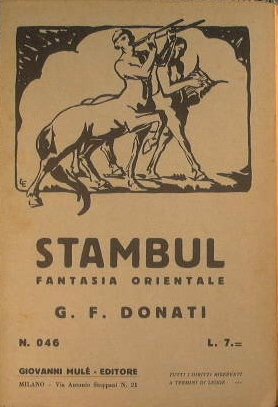 STAMBUL
FANTASIA ORIENTALE
G. F. DONATI
N. 046 L. 7.=
GIOVANNI MULÉ - EDITORE
MILANO - Via Antonio Stoppani N. 21
TUTTI I DIRITTI RISERVATI
A TERMINI DI LEGGE